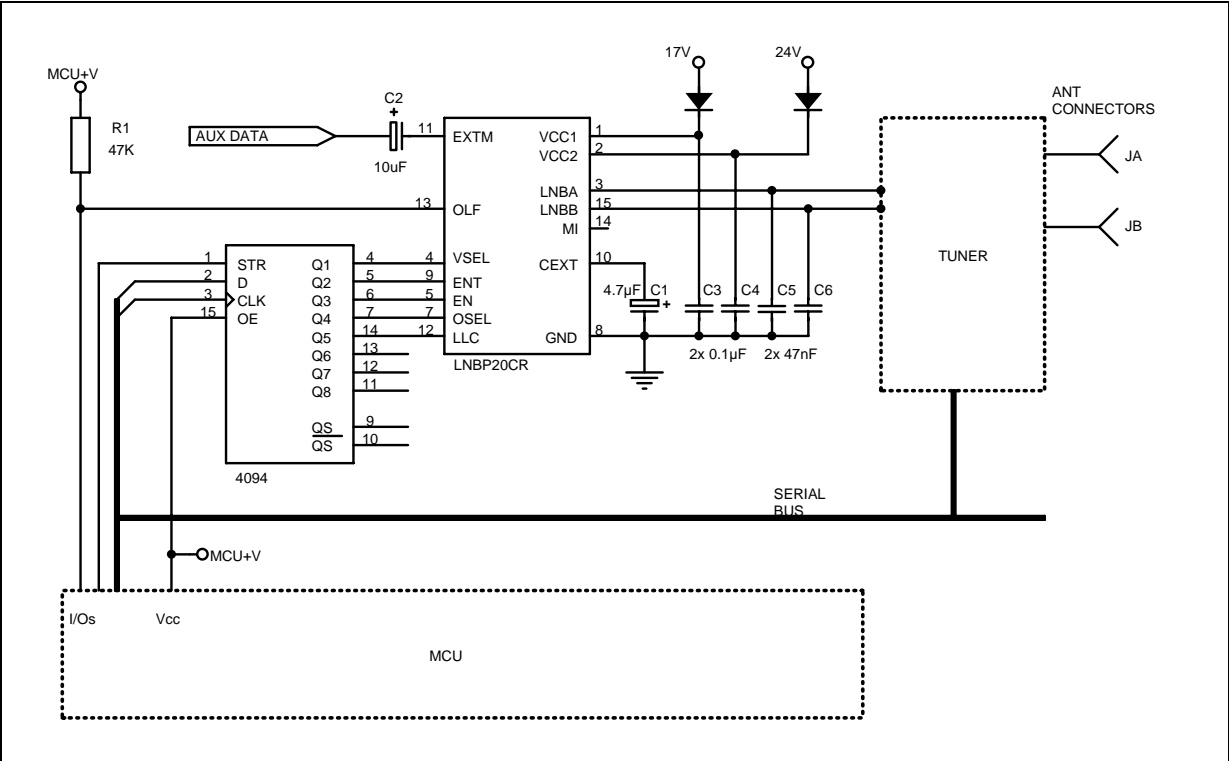 17V
24V
MCU+V
ANT
CONNECTORS
C2
+
R1
47K
AUX DATA
10uF
11
EXTM
VCC1
1
VCC2
2
JA
LNBA
3
13
OLF
LNBB
15
MI
14
JB
TUNER
1
STR
Q1
4
4
VSEL
CEXT
10
2
D
Q2
5
9
ENT
3
CLK
Q3
6
5
EN
4.7µF
C1
+
C3
C4
C5
C6
15
OE
Q4
7
7
OSEL
Q5
14
12
LLC
GND
8
Q6
13
2x 0.1µF
2x 47nF
Q7
12
LNBP20CR
Q8
11
QS
9
QS
10
4094
SERIAL
BUS
MCU+V
I/Os
Vcc
MCU